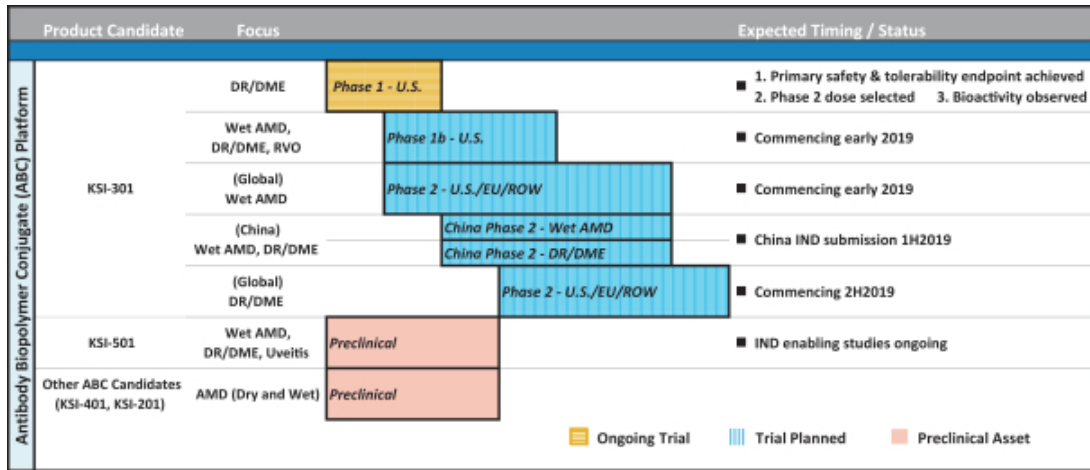 Product Candidate Focus Expected Timing / Status
Antibody Biopolymer Conjugate (ABC) Platform
KSI-301
DR/DME
Phase 1 - U.S.
1. Primary safety & tolerability endpoint achieved
2. Phase 2 dose selected 3. Bioactivity observed
Wet AMD,
DR/DME, RVO
Phase 1b - U.S.
Commencing early 2019
(Global)
Wet AMD
Phase 2 - U.S./EU/ROW
Commencing early 2019
(China)
Wet AMD, DR/DME
China Phase 2 - Wet AMD
China Phase 2 - DR/DME
China IND submission 1H2019
(Global)
DR/DME
Phase 2 - U.S./EU/ROW
Commencing 2H2019
KSI-501
Wet AMD,
DR/DME, Uveitis
Preclinical
IND enabling studies ongoing
Other ABC Candidates
(KSI-401, KSI-201)
AMD (Dry and Wet)
Preclinical
Ongoing Trial Trial Planned Preclinical Asset